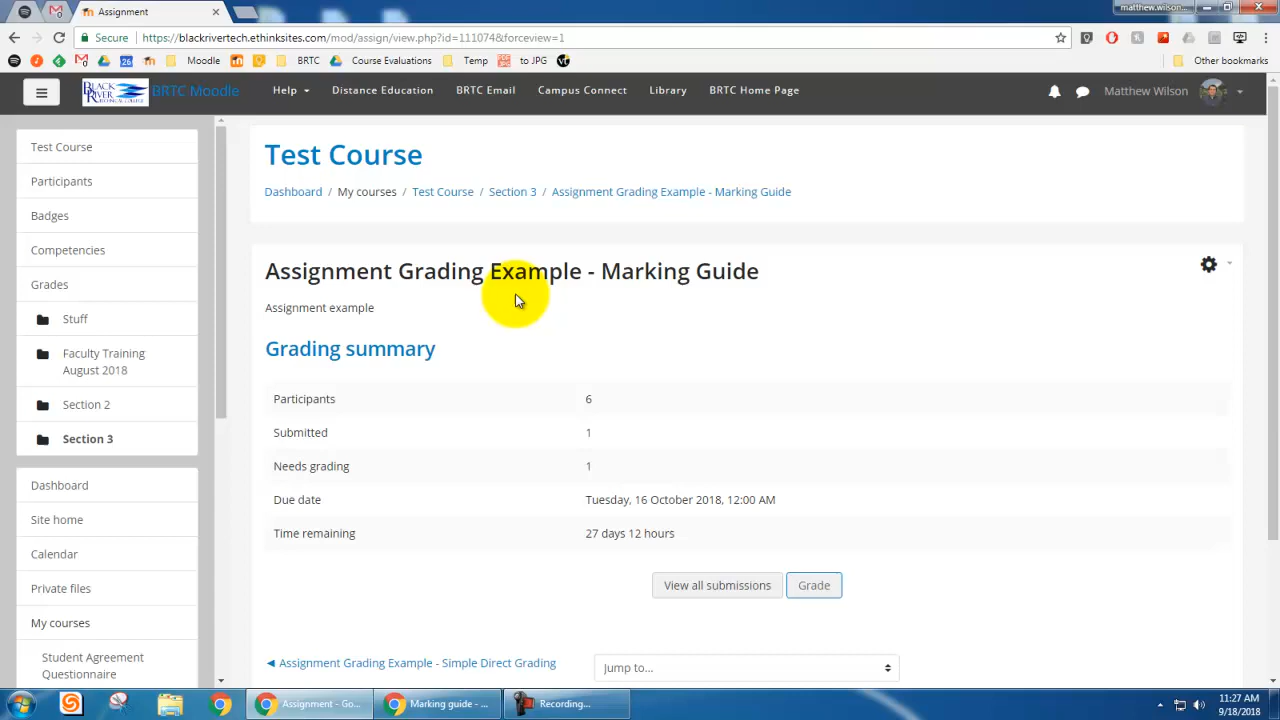 Assignment
matthew.wilson...
Secure
https://blackrivertech.ethinksites.com/mod/assign/view.php?id=111074&forceview=1
Moodle
BRTC
Course Evaluations
Temp
to JPG
Other bookmarks
BLACK RIVER
BRTC Moodle
Help
Distance Education
BRTC Email
Campus Connect
Library
BRTC Home Page
Matthew Wilson
Test Course
Participants
Badges
Competencies
Grades
Stuff
Faculty Training
August 2018
Section 2
Section 3
Dashboard
Site home
Calendar
Private files
My courses
Student Agreement
Questionnaire
Test Course
Dashboard / My courses / Test Course / Section 3 / Assignment Grading Example - Marking Guide
Assignment Grading Example - Marking Guide
Assignment example
Grading summary
Participants 6
Submitted 1
Needs grading 1
Due date Tuesday, 16 October 2018, 12:00 AM
Time remaining 27 days 12 hours
View all submissions
Grade
◄ Assignment Grading Example - Simple Direct Grading
Jump to...
Assignment - Go...
Marking guide - ...
Recording...
11:27 AM
9/18/2018